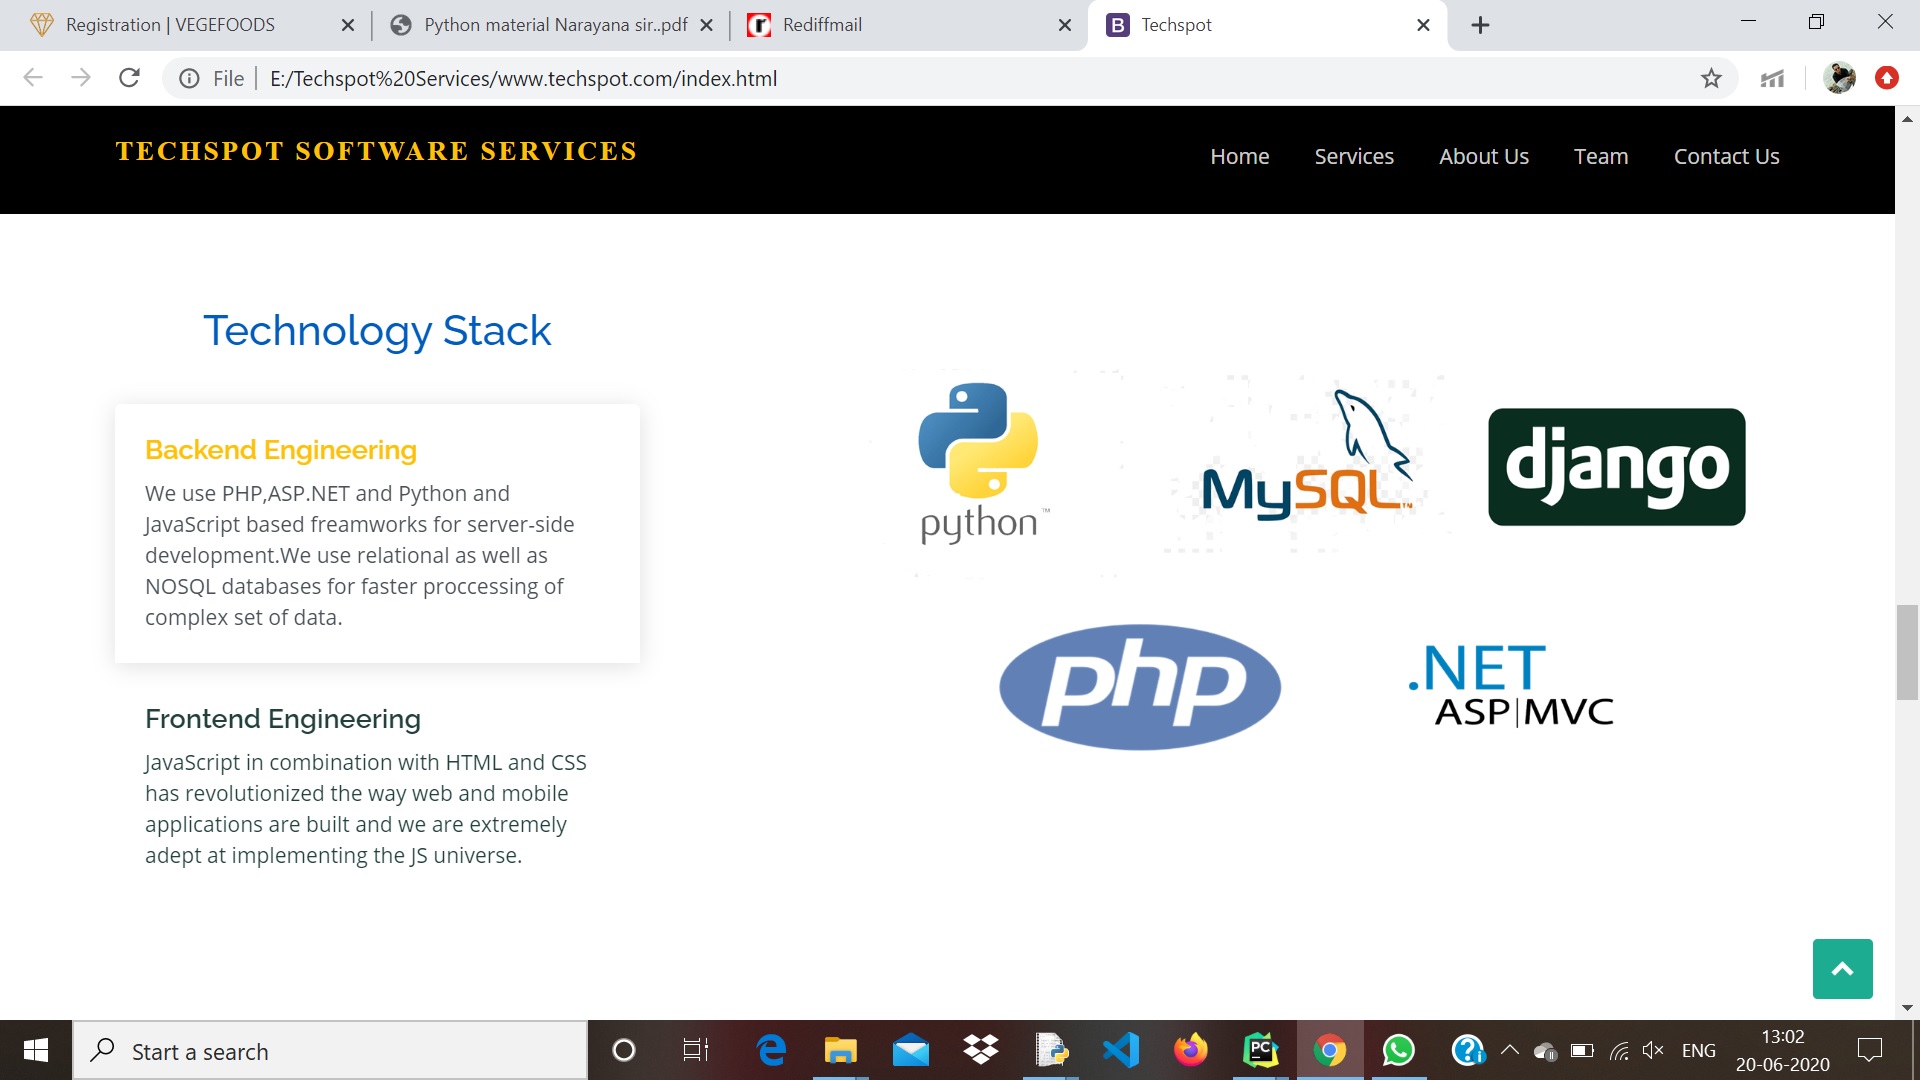 Registration | VEGEFOODS
Python material Narayana sir..pdf
Rediffmail
Techspot
File
E:/Techspot%20Services/www.techspot.com/index.html
TECHSPOT SOFTWARE SERVICES
Home
Services
About Us
Team
Contact Us
Technology Stack
Backend Engineering
We use PHP,ASP.NET and Python and
JavaScript based freamworks for server-side
development.We use relational as well as
NOSQL databases for faster proccessing of
complex set of data.
Frontend Engineering
JavaScript in combination with HTML and CSS
has revolutionized the way web and mobile
applications are built and we are extremely
adept at implementing the JS universe.
python™
MySQL™
django
php
.NET
ASP|MVC
Start a search
PC
ENG
13:02
20-06-2020